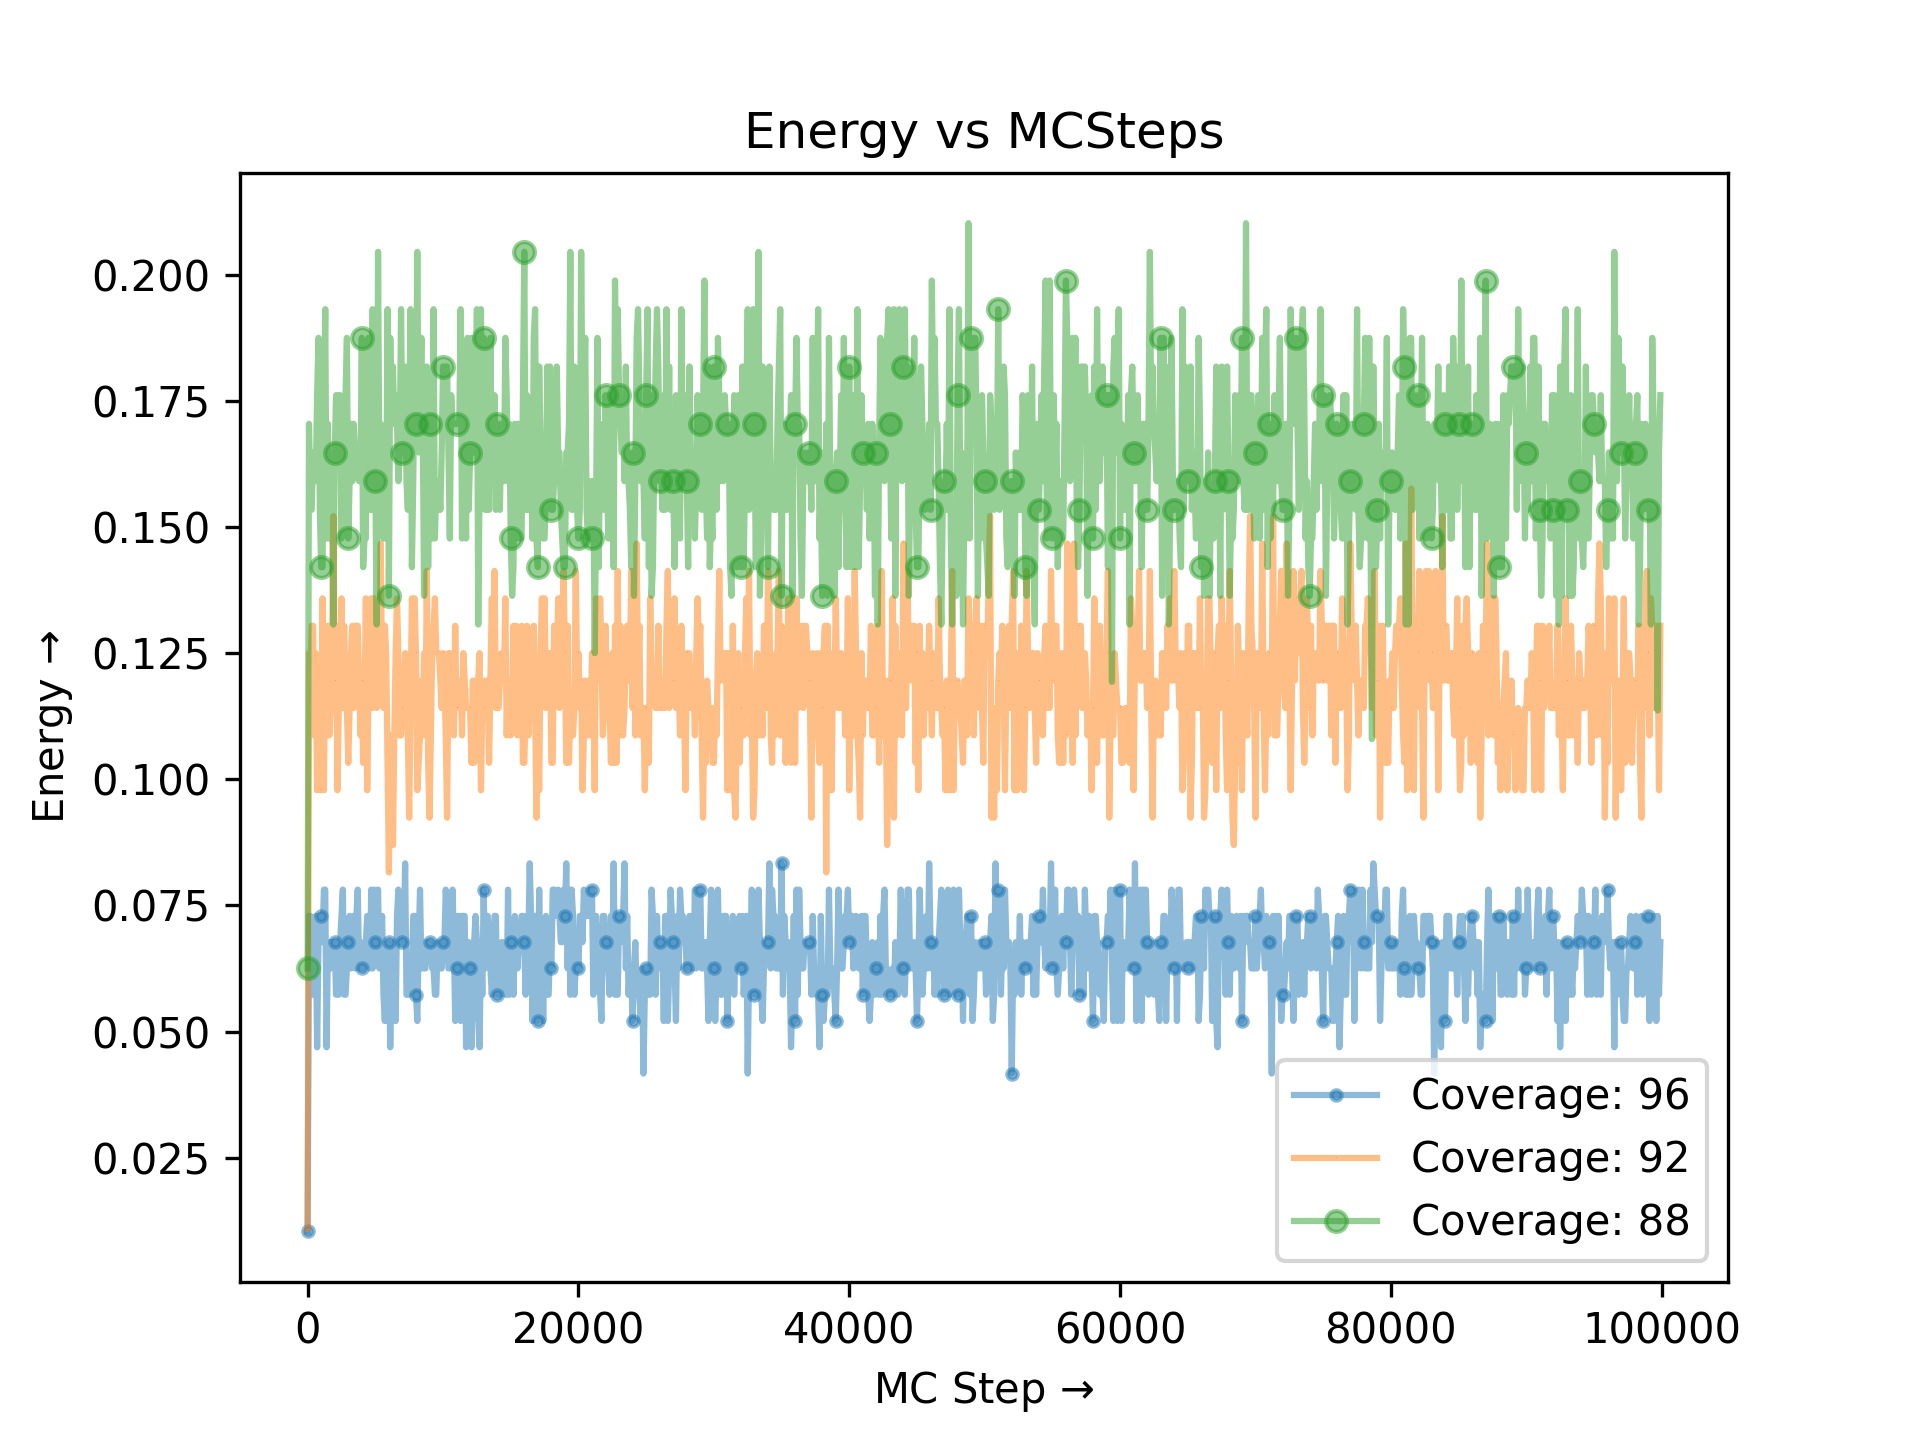 Energy vs MCSteps
Energy →
0.200
0.175
0.150
0.125
0.100
0.075
0.050
0.025
Coverage: 96
Coverage: 92
Coverage: 88
0 20000 40000 60000 80000 100000
MC Step →